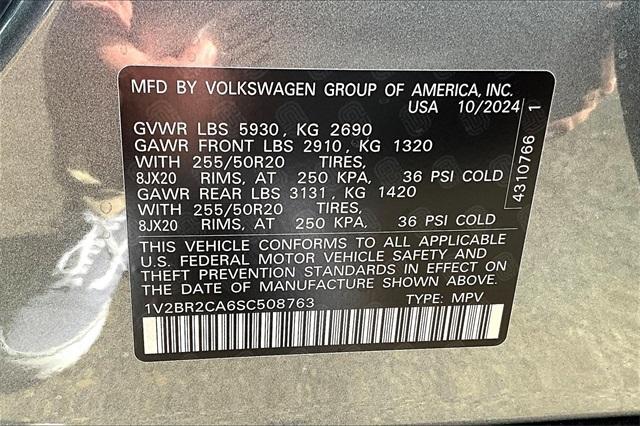 MFD BY VOLKSWAGEN GROUP OF AMERICA, INC.
USA 10/2024
GVWR LBS 5930, KG 2690
GAWR FRONT LBS 2910, KG 1320
WITH 255/50R20 TIRES,
8JX20 RIMS, AT 250 KPA, 36 PSI COLD
GAWR REAR LBS 3131, KG 1420
WITH 255/50R20 TIRES,
8JX20 RIMS, AT 250 KPA, 36 PSI COLD
THIS VEHICLE CONFORMS TO ALL APPLICABLE
U.S. FEDERAL MOTOR VEHICLE SAFETY AND
THEFT PREVENTION STANDARDS IN EFFECT ON
THE DATE OF MANUFACTURE SHOWN ABOVE.
1V2BR2CA6SC508763 TYPE: MPV
4310766 1